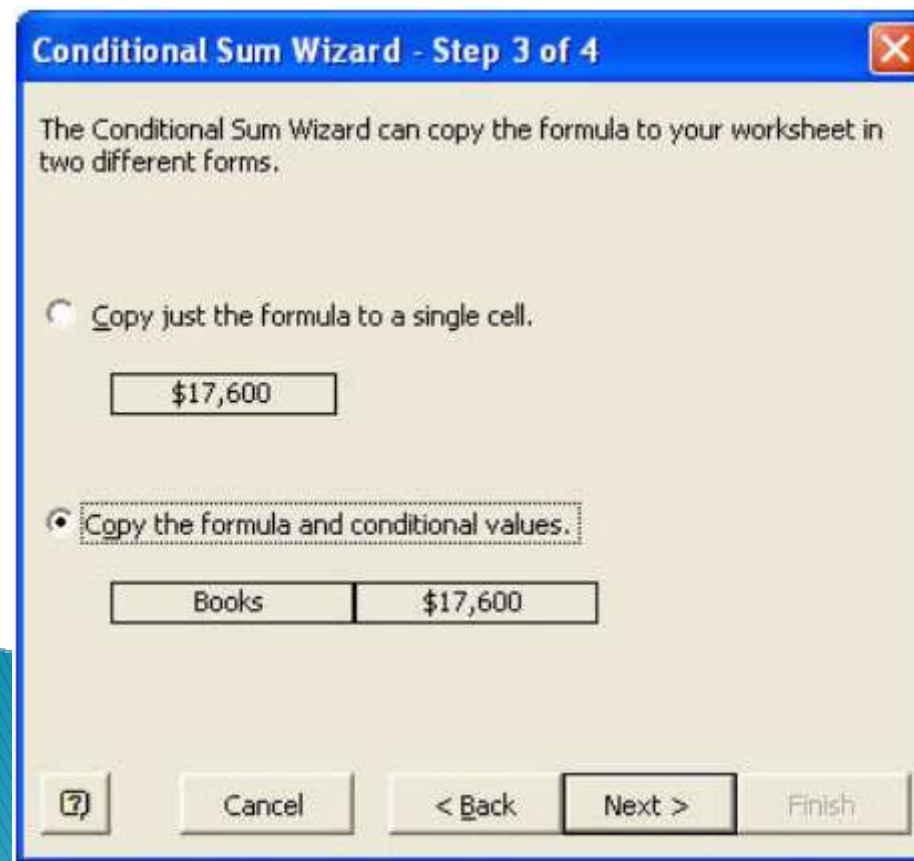 Conditional Sum Wizard - Step 3 of 4
The Conditional Sum Wizard can copy the formula to your worksheet in
two different forms.
Copy just the formula to a single cell.
$17,600
Copy the formula and conditional values.
Books $17,600
Cancel < Back Next > Finish